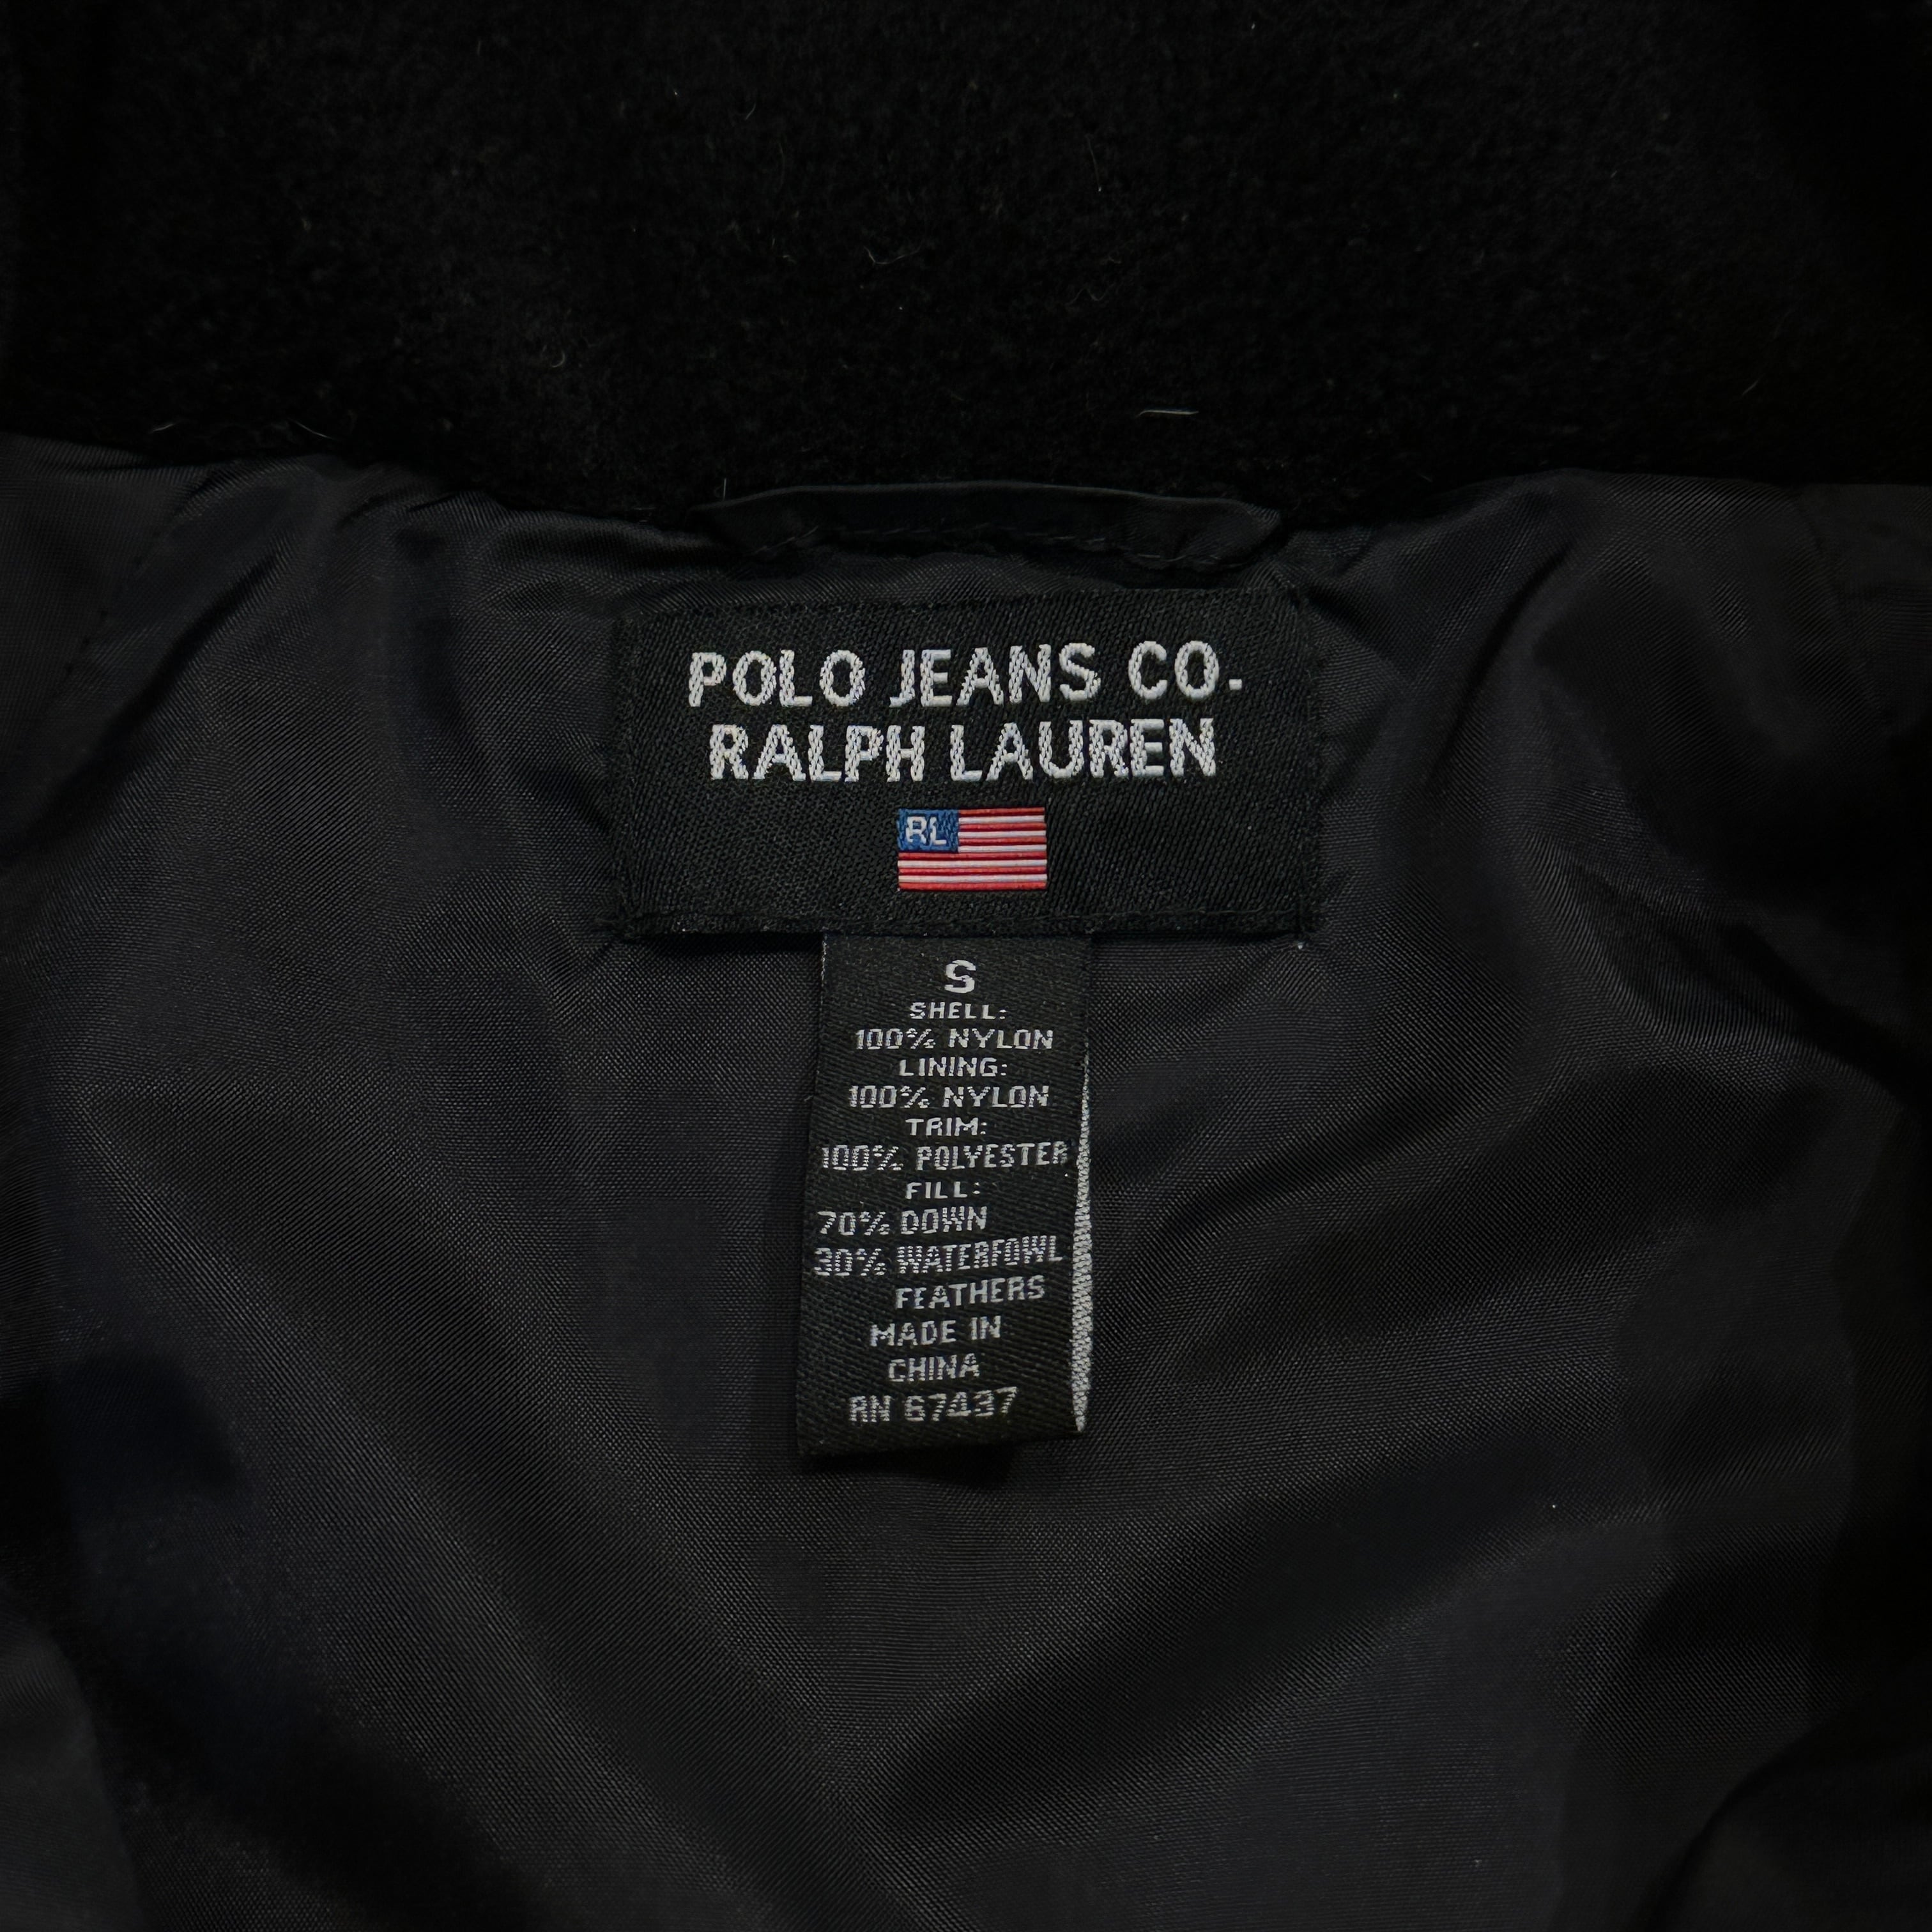 POLO JEANS CO.
RALPH LAUREN
RL
S
SHELL:
100% NYLON
LINING:
100% NYLON
TRIM:
100% POLYESTER
FILL:
70% DOWN
30% WATERFOWL
FEATHERS
MADE IN
CHINA
RN 67437